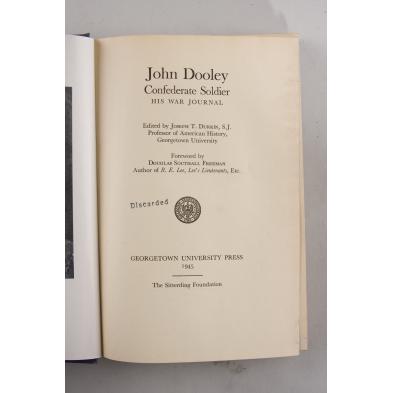 John Dooley
Confederate Soldier
HIS WAR JOURNAL
Edited by Joseph T. Durkin, S.J.
Professor of American History,
Georgetown University
Foreword by
Douglas Southall Freeman
Author of R. E. Lee, Lee's Lieutenants, Etc.
Discarded
GEORGETOWN UNIVERSITY PRESS
1945
The Sitterding Foundation